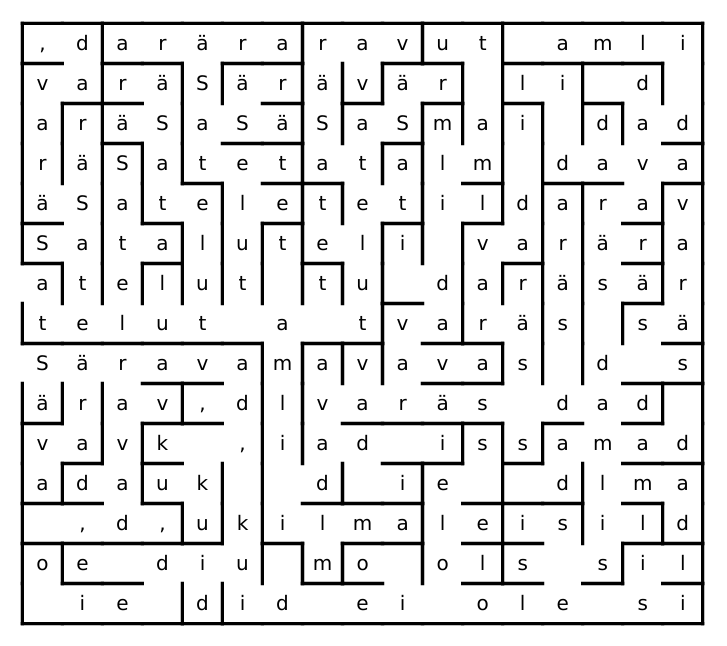 , d a r ä r a r a v u t a m l i
v a r ä S ä r ä v ä r l i d
a r ä S a S ä S a S m a i d a d
r ä S a t e t a t a l m d a v a
ä S a t e l e t e t i l d a r a v
S a t a l u t e l i v a r ä r a
a t e l u t t u d a r ä s ä r
t e l u t a t v a r ä s s ä
S ä r a v a m a v a v a s d s
ä r a v , d l v a r ä s d a d
v a v k , i a d i s s a m a d
a d a u k d i e d l m a
, d , u k i l m a l e i s i l d
o e d i u m o o l s s i l
i e d i d e i o l e s i